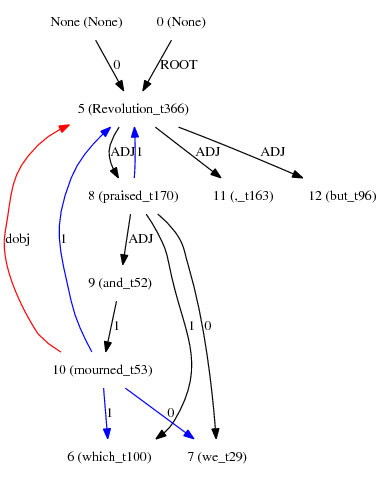 None (None) 0 (None)
0 ROOT
5 (Revolution_t366)
ADJ 1 ADJ ADJ
8 (praised_t170) 11 (,_t163) 12 (but_t96)
dobj 1 ADJ
9 (and_t52)
1 1 0
10 (mourned_t53)
1 0
6 (which_t100) 7 (we_t29)